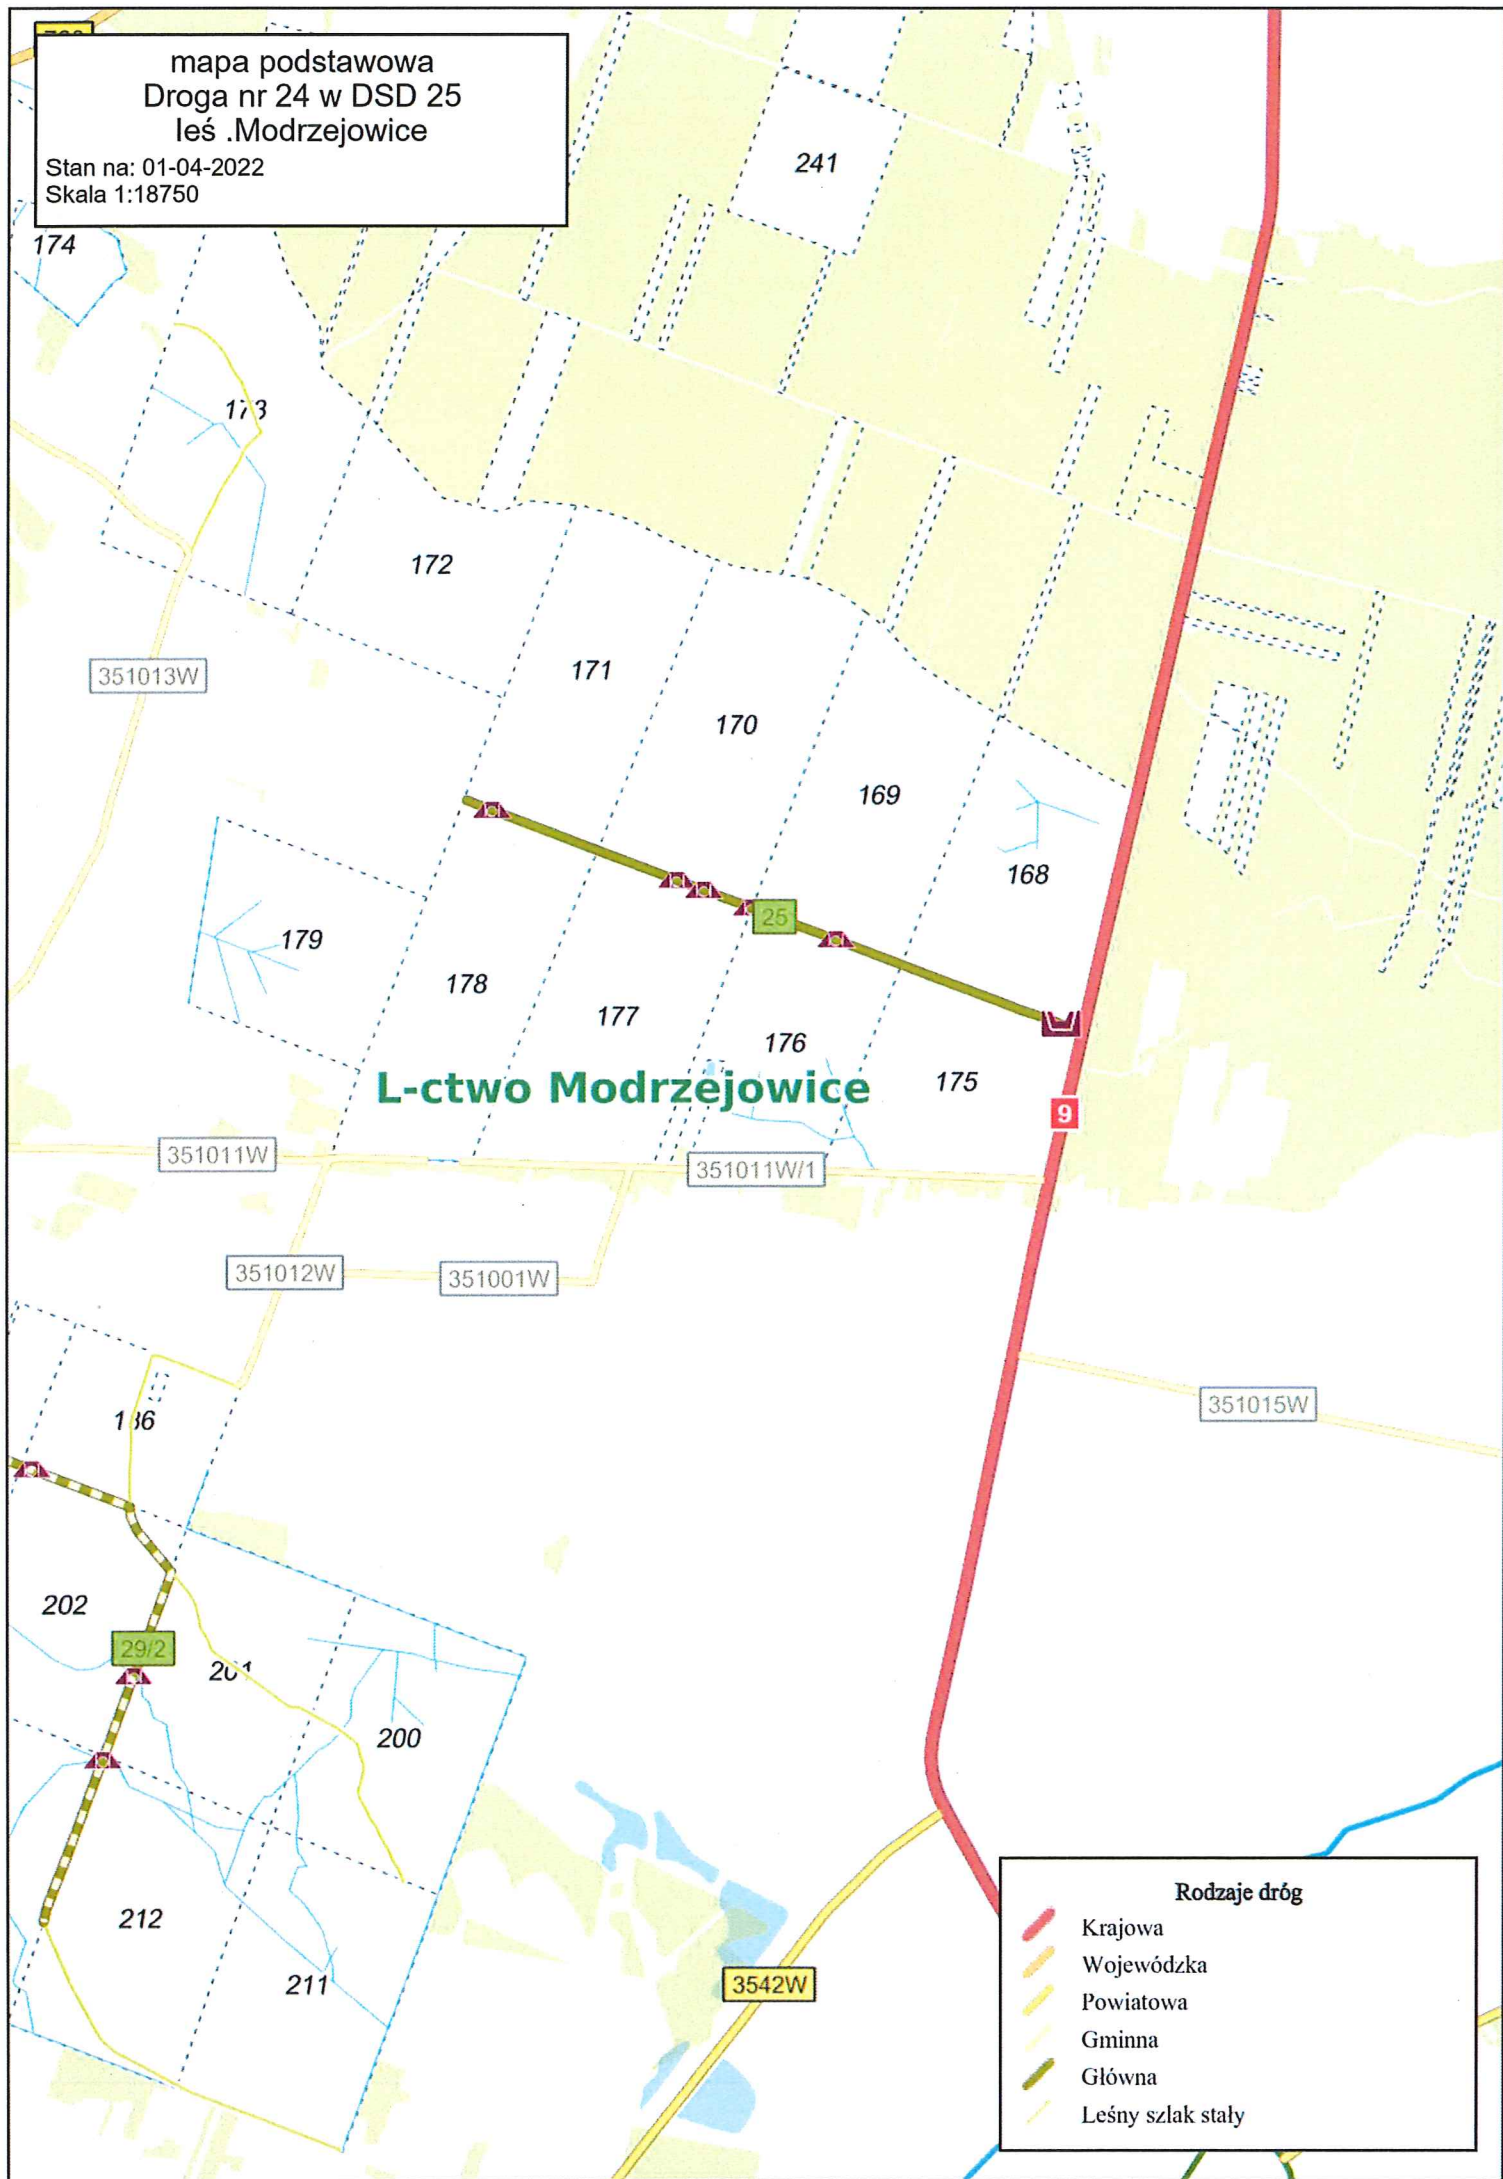 mapa podstawowa
Droga nr 24 w DSD 25
leś .Modrzejowice
Stan na: 01-04-2022
Skala 1:18750
241
174
173
172
351013W
171
170
169
168
25
179
178
177
176
175
L-ctwo Modrzejowice
9
351011W
351011W/1
351012W
351001W
351015W
186
202
29/2
201
200
212
211
3542W
Rodzaje dróg
Krajowa
Wojewódzka
Powiatowa
Gminna
Główna
Leśny szlak stały